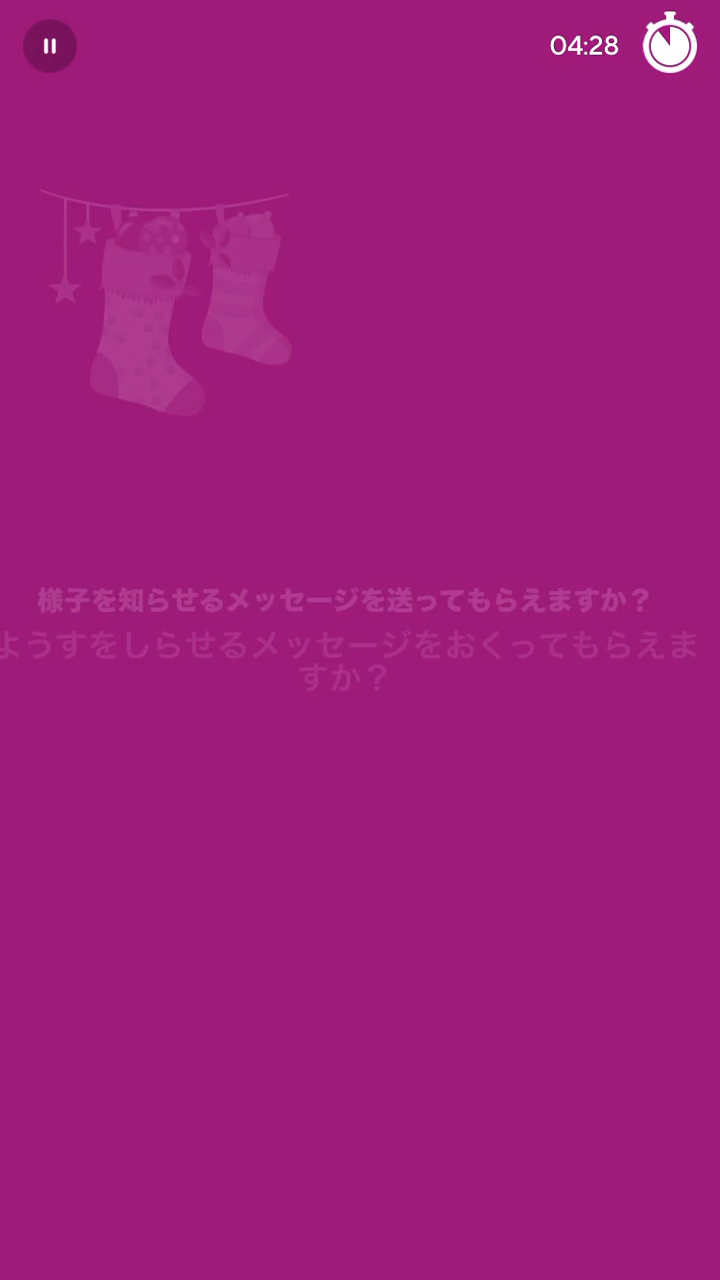 04:28
様子を知らせるメッセージを送ってもらえますか？
ようすをしらせるメッセージをおくってもらえま
すか？